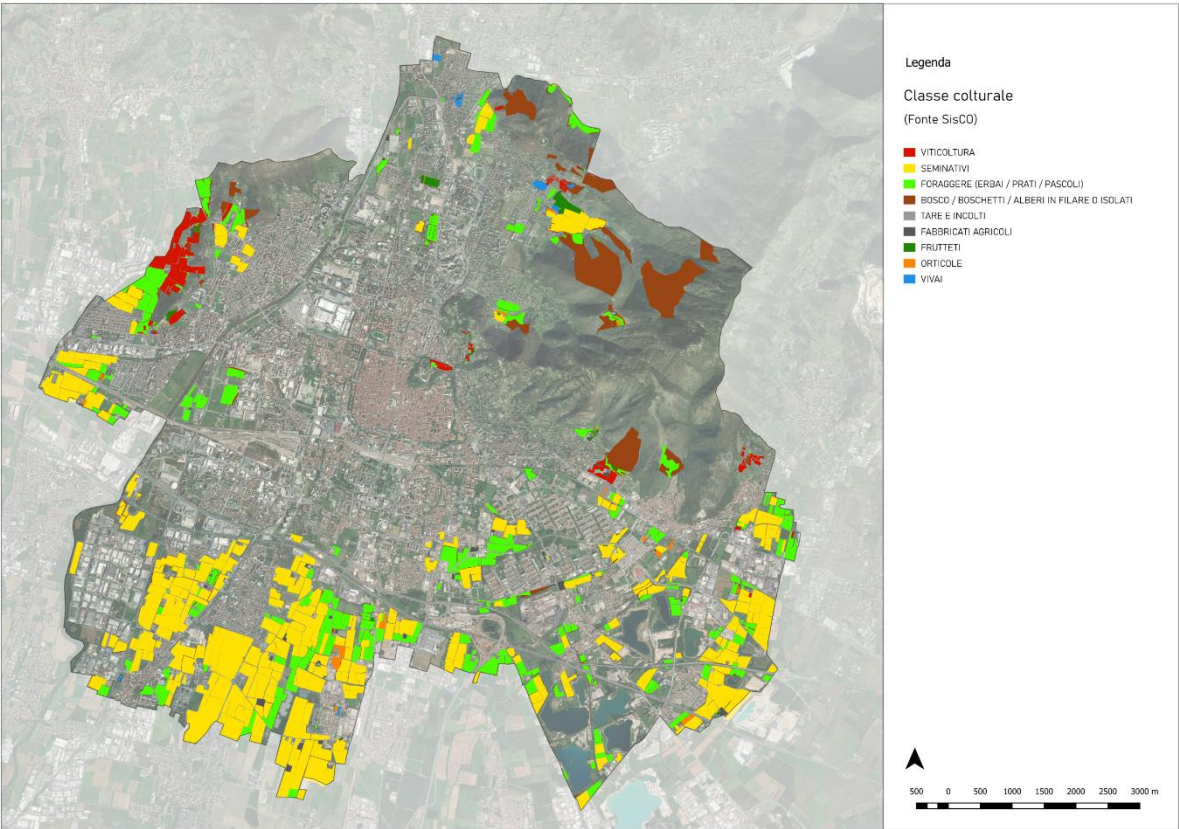 Legenda
Classe colturale
(Fonte SisCO)
VITICOLTURA
SEMINATIVI
FORAGGERE (ERBAI / PRATI / PASCOLI)
BOSCO / BOSCHETTI / ALBERI IN FILARE O ISOLATI
TARE E INCOLTI
FABBRICATI AGRICOLI
FRUTTETI
ORTICOLE
VIVAI
500 0 500 1000 1500 2000 2500 3000 m